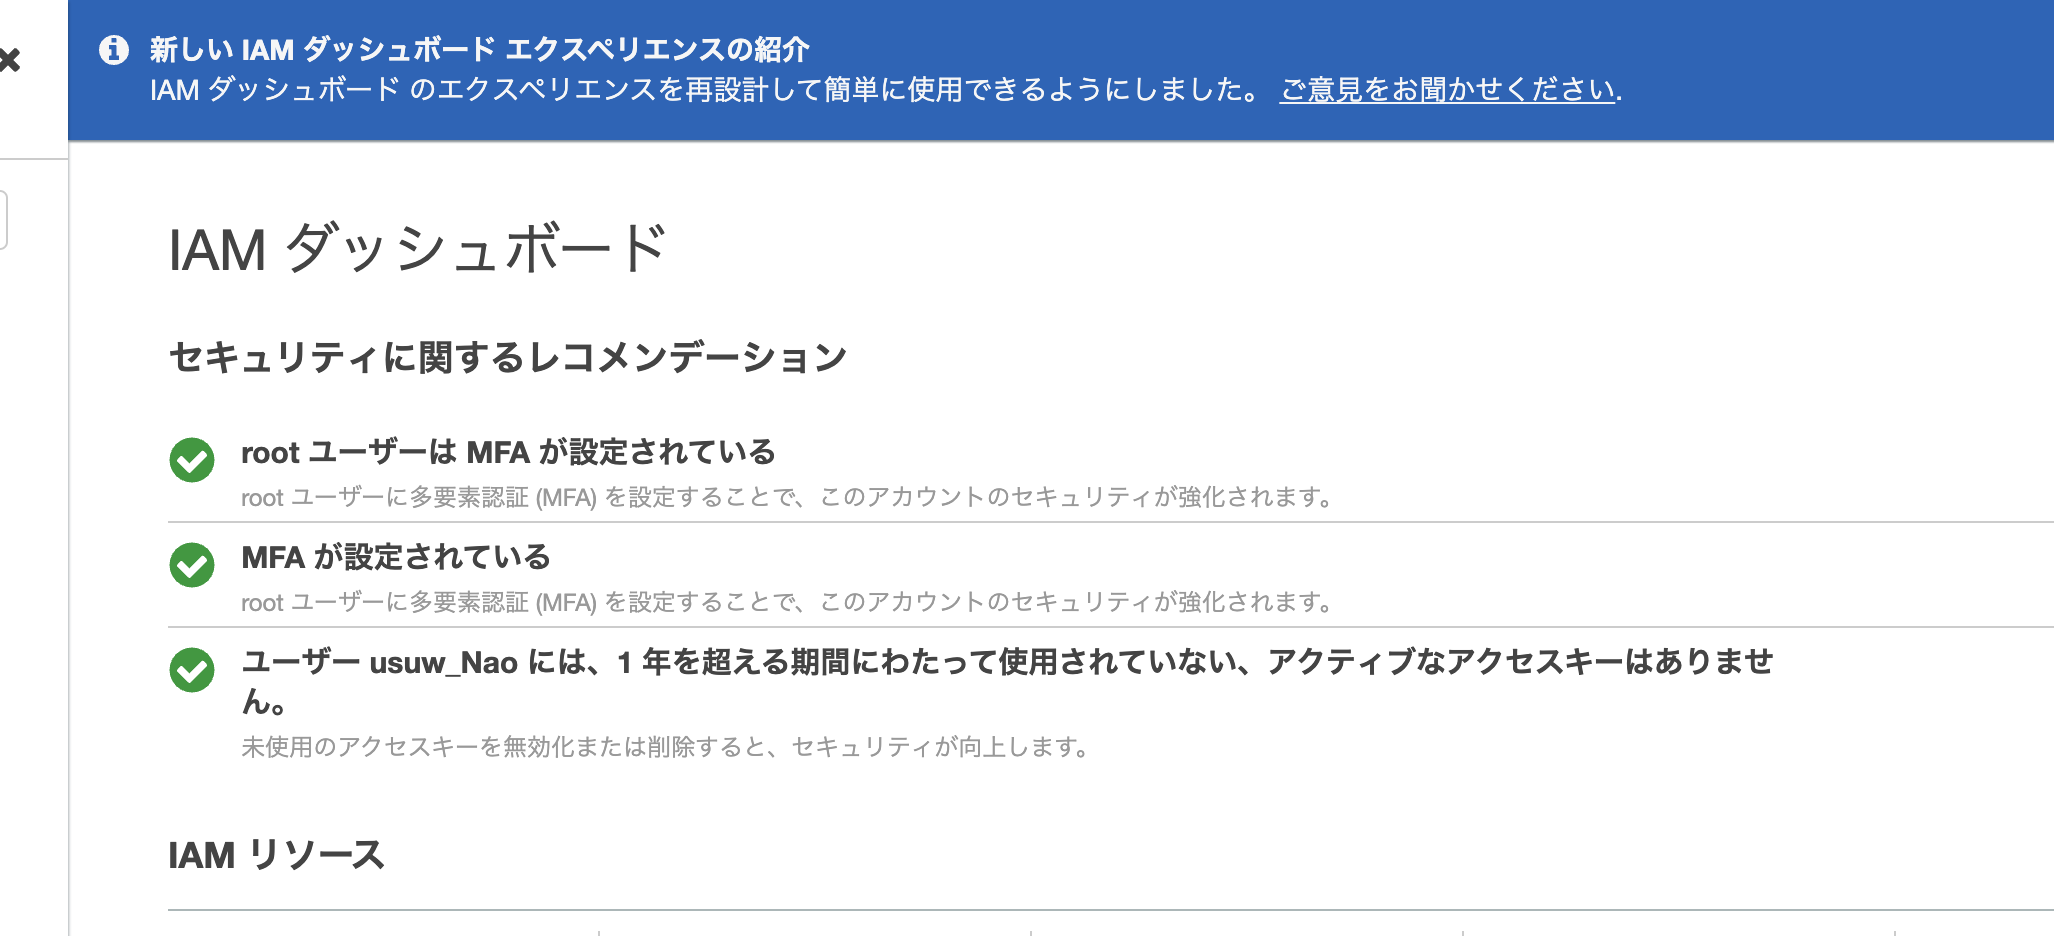 新しい IAM ダッシュボード エクスペリエンスの紹介
IAM ダッシュボード のエクスペリエンスを再設計して簡単に使用できるようにしました。 ご意見をお聞かせください.
IAM ダッシュボード
セキュリティに関するレコメンデーション
root ユーザーは MFA が設定されている
root ユーザーに多要素認証 (MFA) を設定することで、このアカウントのセキュリティが強化されます。
MFA が設定されている
root ユーザーに多要素認証 (MFA) を設定することで、このアカウントのセキュリティが強化されます。
ユーザー usuw_Nao には、1 年を超える期間にわたって使用されていない、アクティブなアクセスキーはありませ
ん。
未使用のアクセスキーを無効化または削除すると、セキュリティが向上します。
IAM リソース